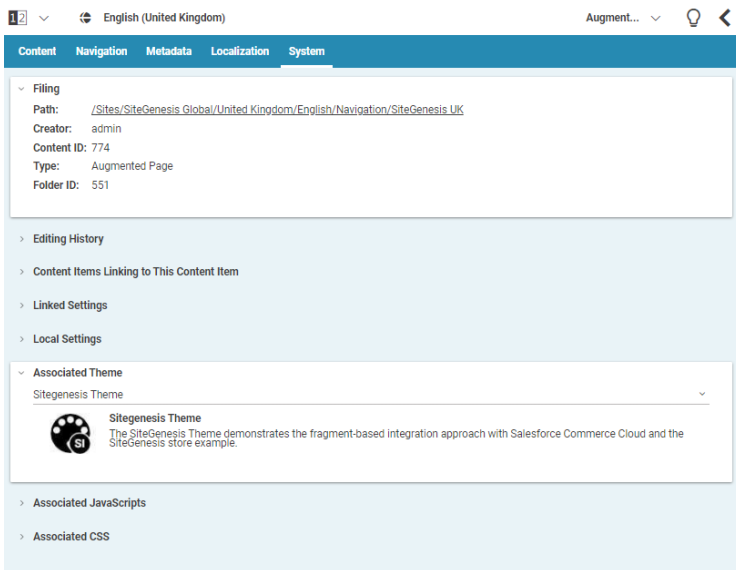 12 English (United Kingdom) Augment...
Content Navigation Metadata Localization System
Filing
Path: /Sites/SiteGenesis Global/United Kingdom/English/Navigation/SiteGenesis UK
Creator: admin
Content ID: 774
Type: Augmented Page
Folder ID: 551
Editing History
Content Items Linking to This Content Item
Linked Settings
Local Settings
Associated Theme
Sitegenesis Theme
SI
Sitegenesis Theme
The SiteGenesis Theme demonstrates the fragment-based integration approach with Salesforce Commerce Cloud and the
SiteGenesis store example.
Associated JavaScripts
Associated CSS